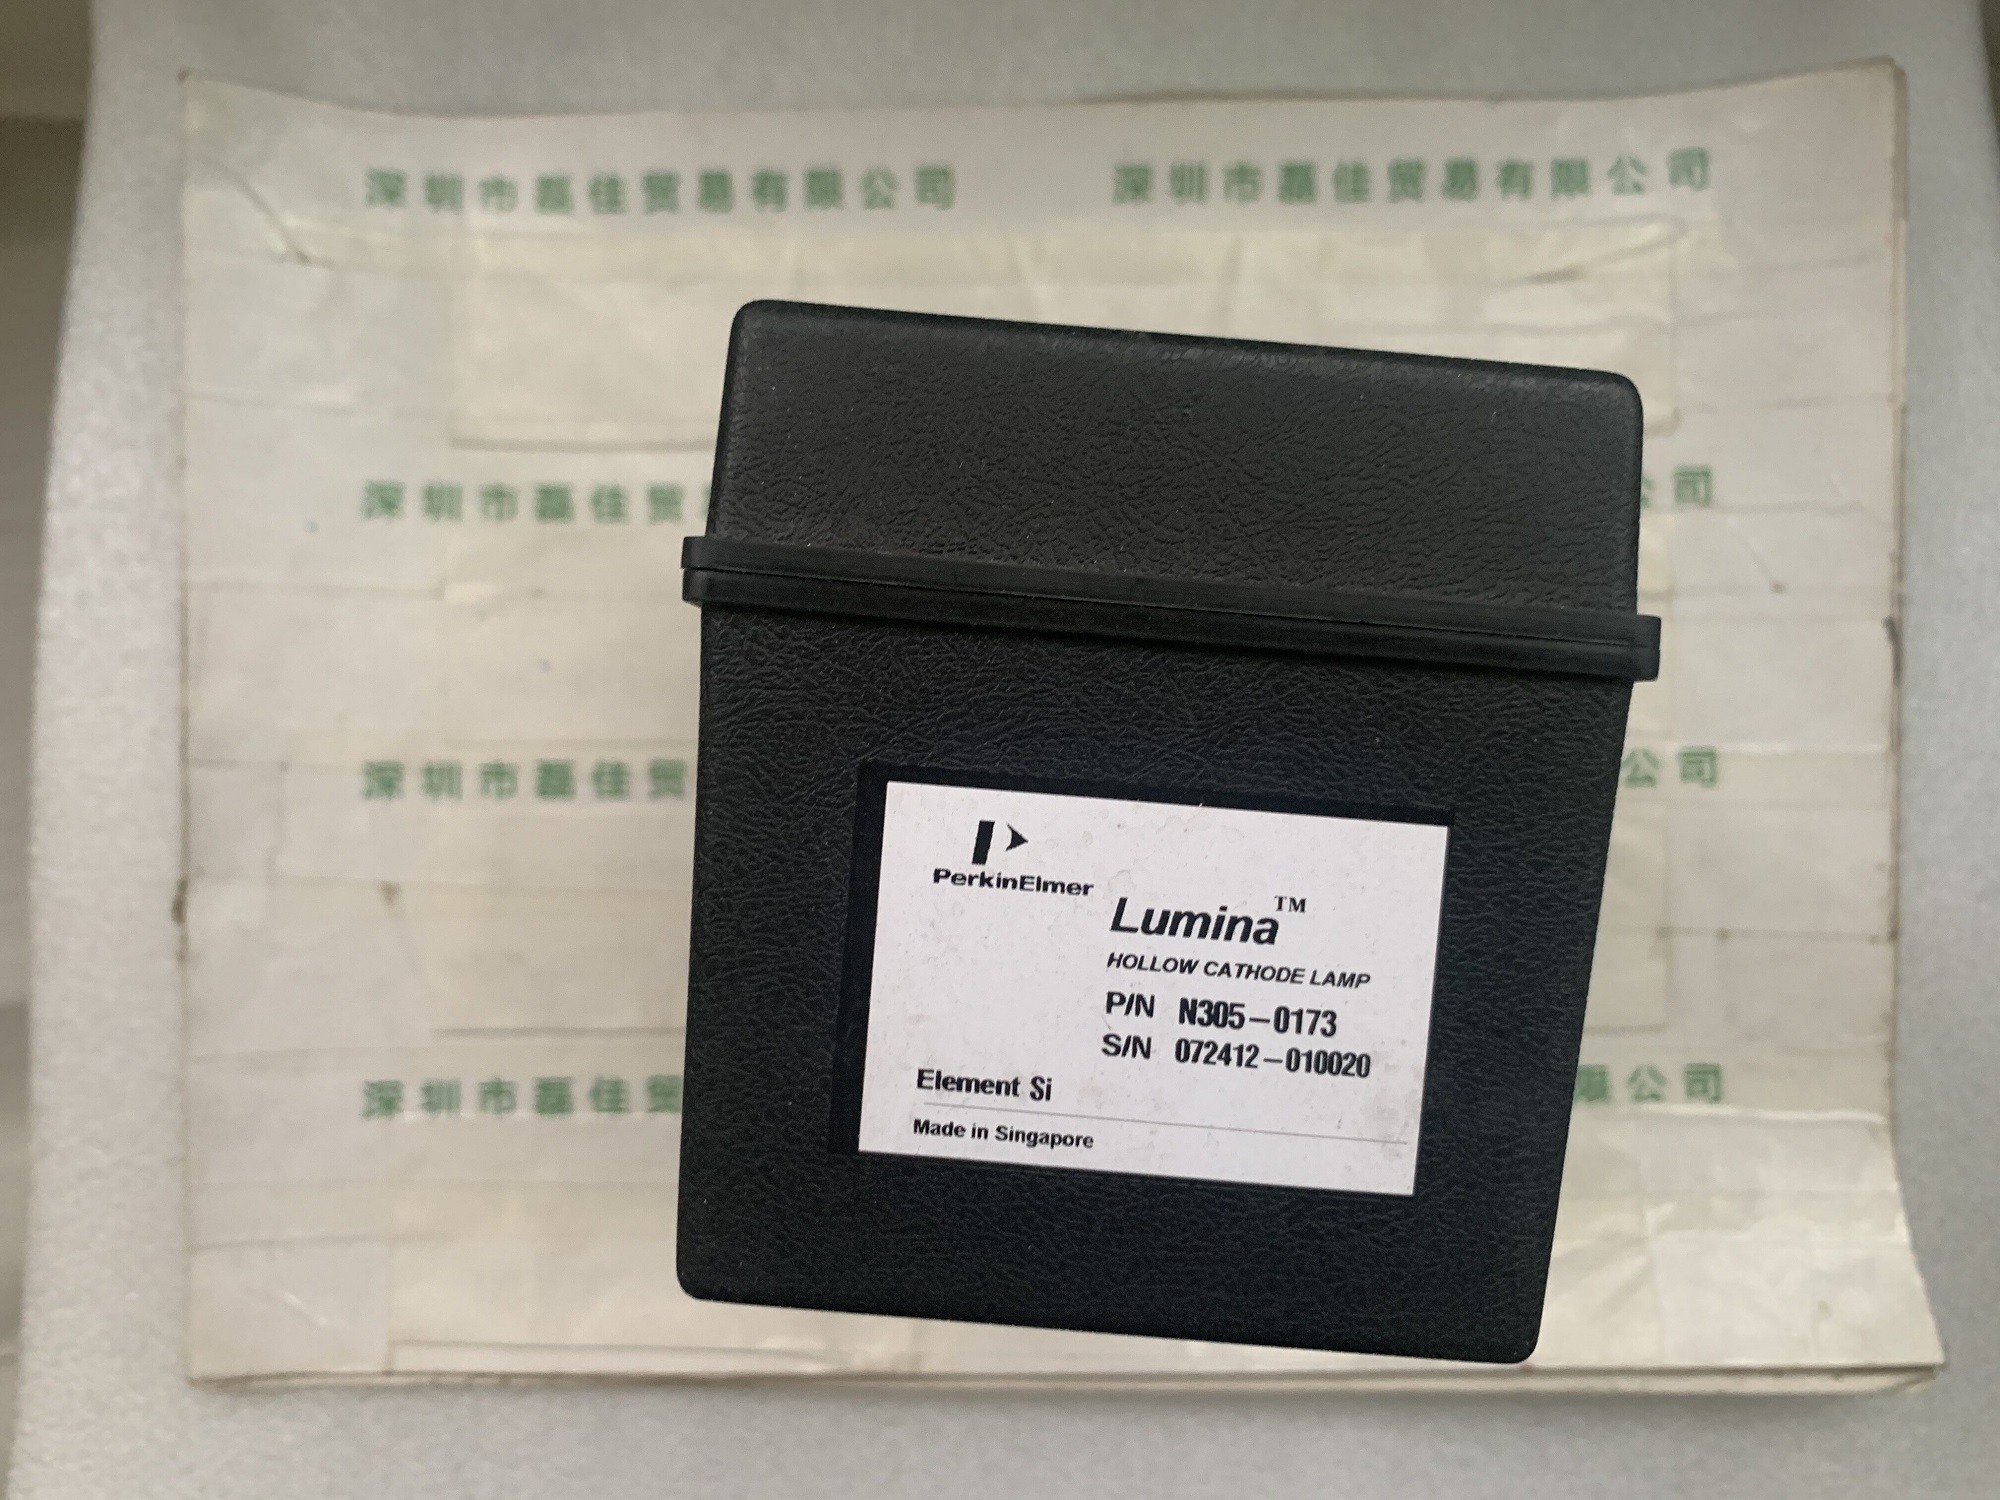 深圳市磊佳贸易有限公司 深圳市磊佳贸易有限公司
深圳市磊佳贸 公司
深圳市磊佳贸 公司
深圳市磊佳贸 限公司
PerkinElmer
Lumina™
HOLLOW CATHODE LAMP
P/N N305-0173
S/N 072412-010020
Element Si
Made in Singapore